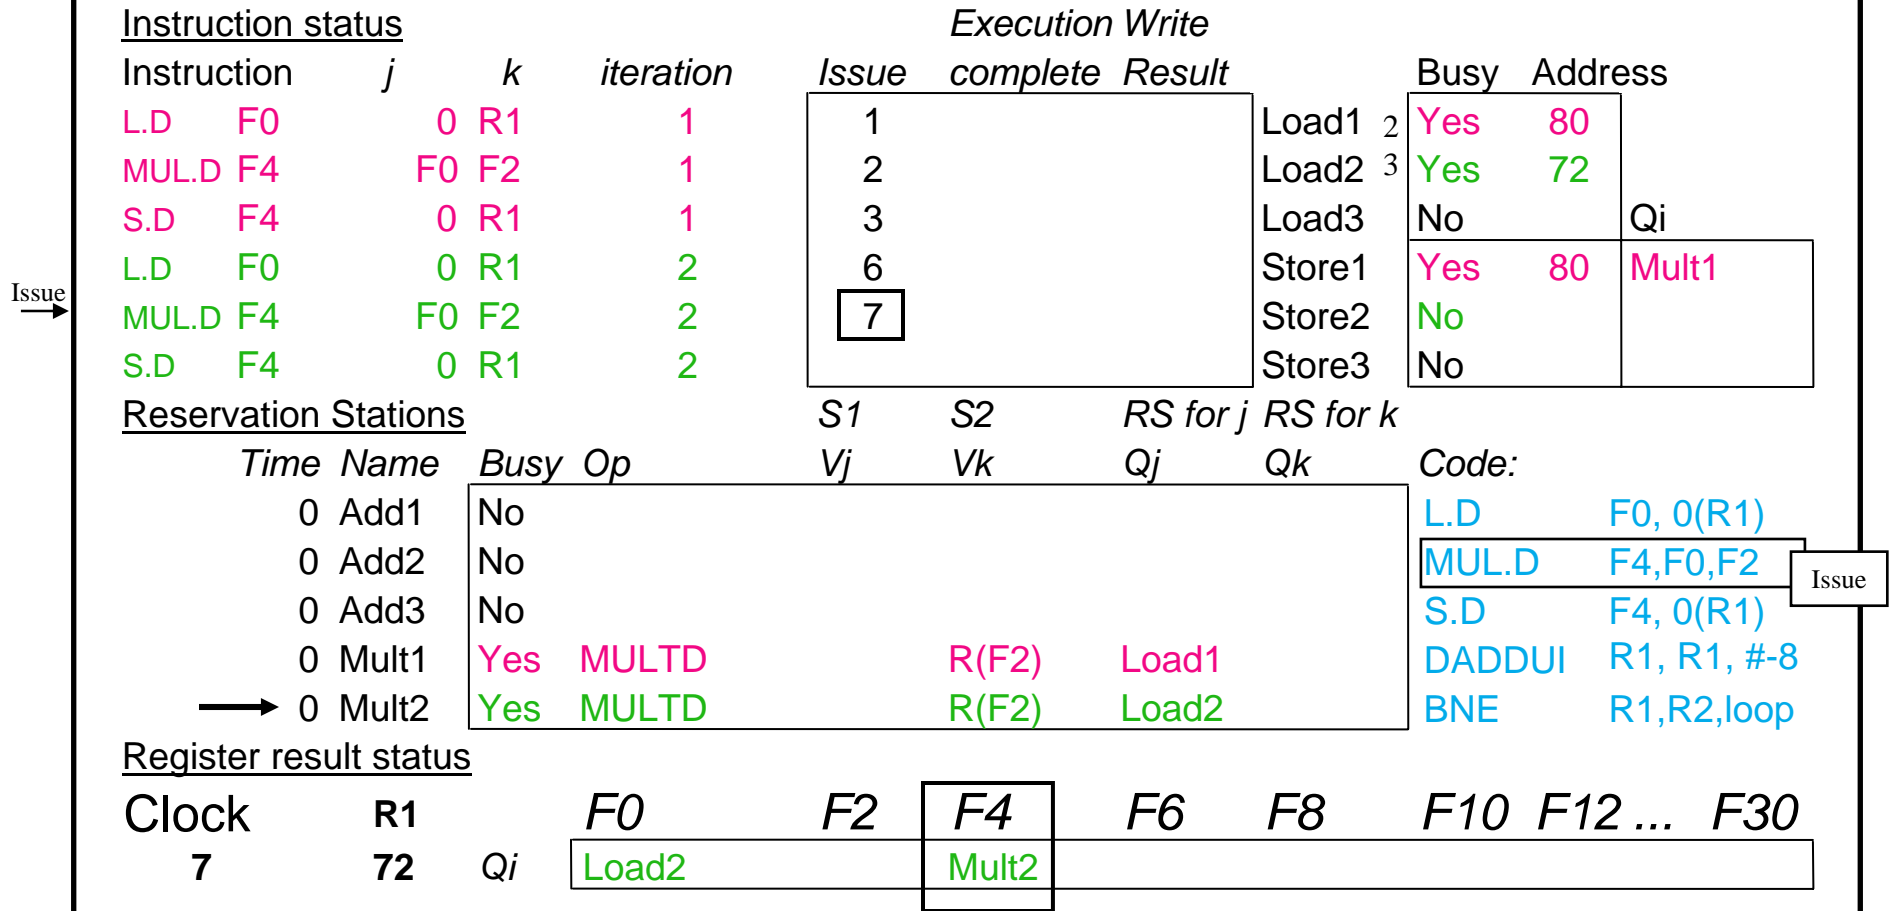 Instruction status Execution Write
Instruction j k iteration Issue complete Result Busy Address
L.D F0 0 R1 1 1 Load1 2 Yes 80
MUL.D F4 F0 F2 1 2 Load2 3 Yes 72
S.D F4 0 R1 1 3 Load3 No Qi
L.D F0 0 R1 2 6 Store1 Yes 80 Mult1
Issue MUL.D F4 F0 F2 2 7 Store2 No
S.D F4 0 R1 2 Store3 No
Reservation Stations S1 S2 RS for j RS for k
Time Name Busy Op Vj Vk Qj Qk Code:
0 Add1 No L.D F0, 0(R1)
0 Add2 No MUL.D F4,F0,F2 Issue
0 Add3 No S.D F4, 0(R1)
0 Mult1 Yes MULTD R(F2) Load1 DADDUI R1, R1, #-8
0 Mult2 Yes MULTD R(F2) Load2 BNE R1,R2,loop
Register result status
Clock R1 F0 F2 F4 F6 F8 F10 F12 ... F30
7 72 Qi Load2 Mult2